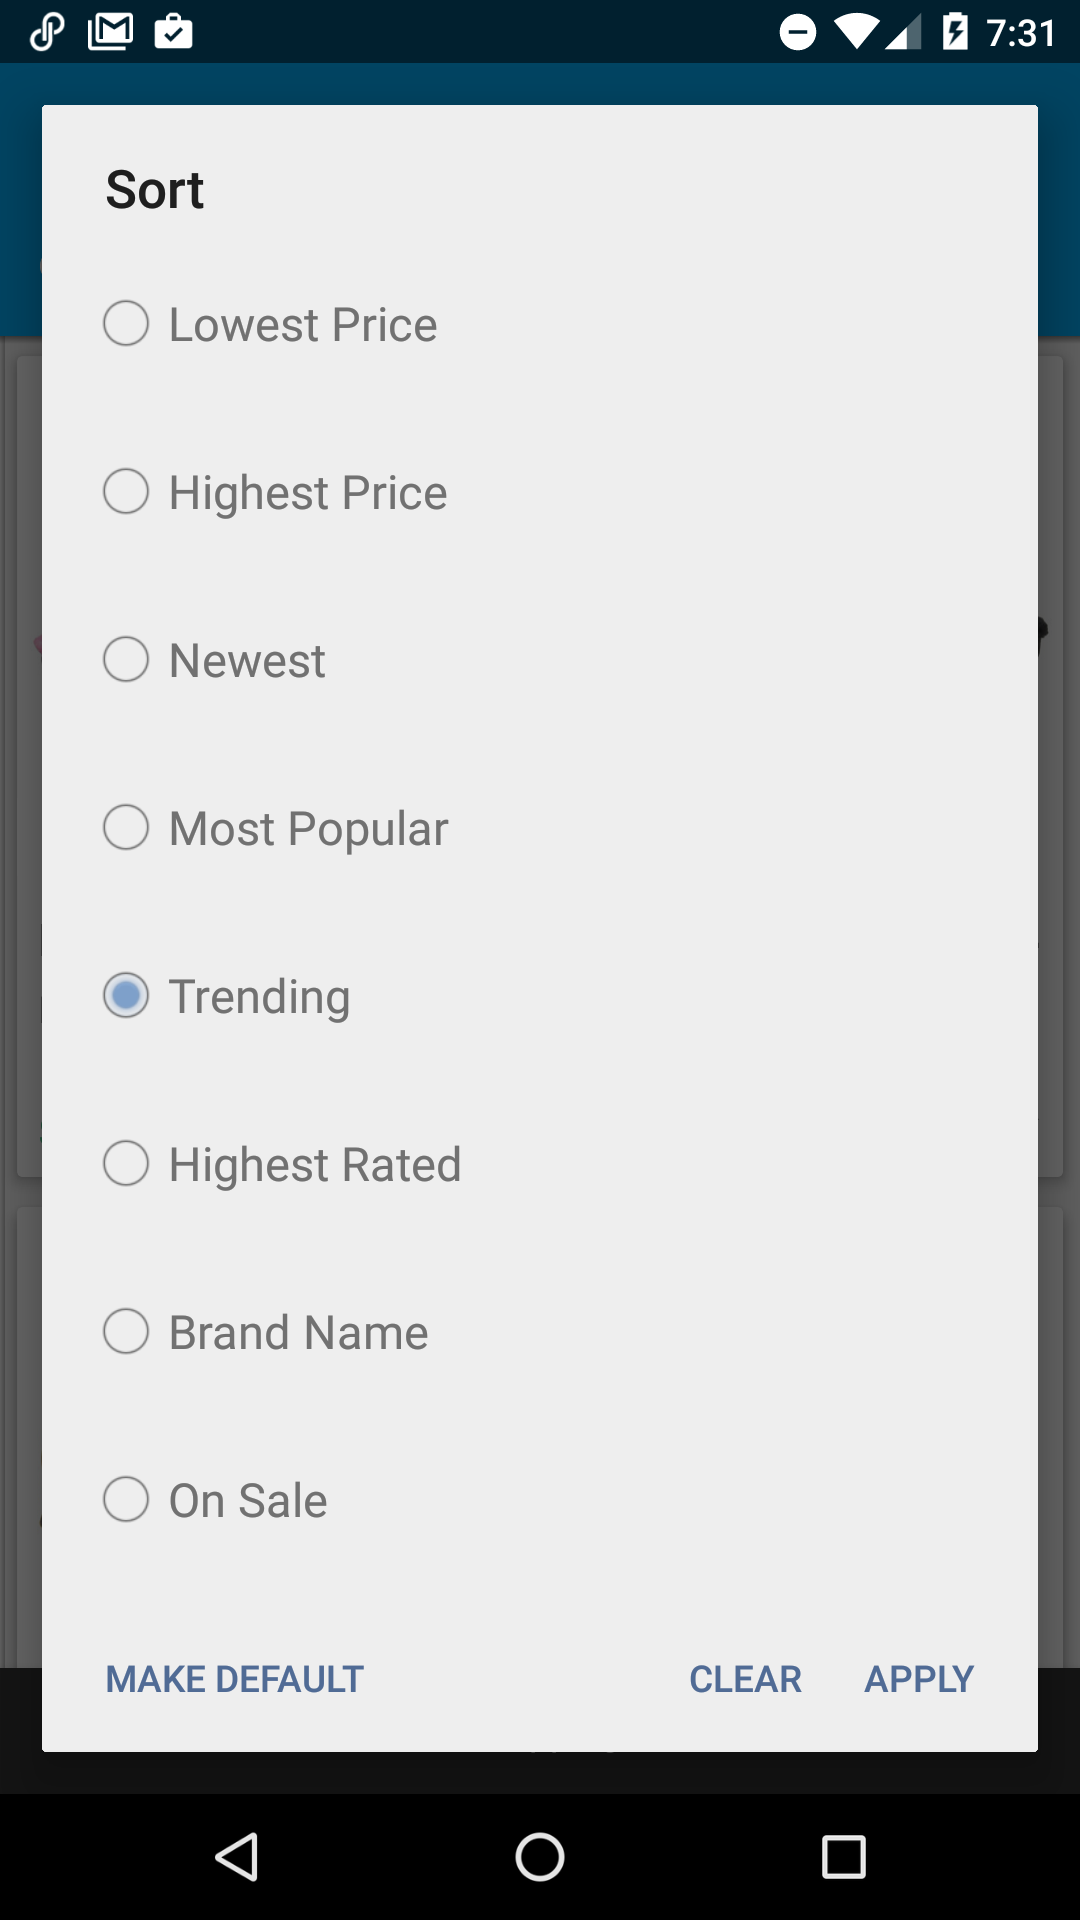 7:31
Sort
Lowest Price
Highest Price
Newest
Most Popular
Trending
Highest Rated
Brand Name
On Sale
MAKE DEFAULT CLEAR APPLY